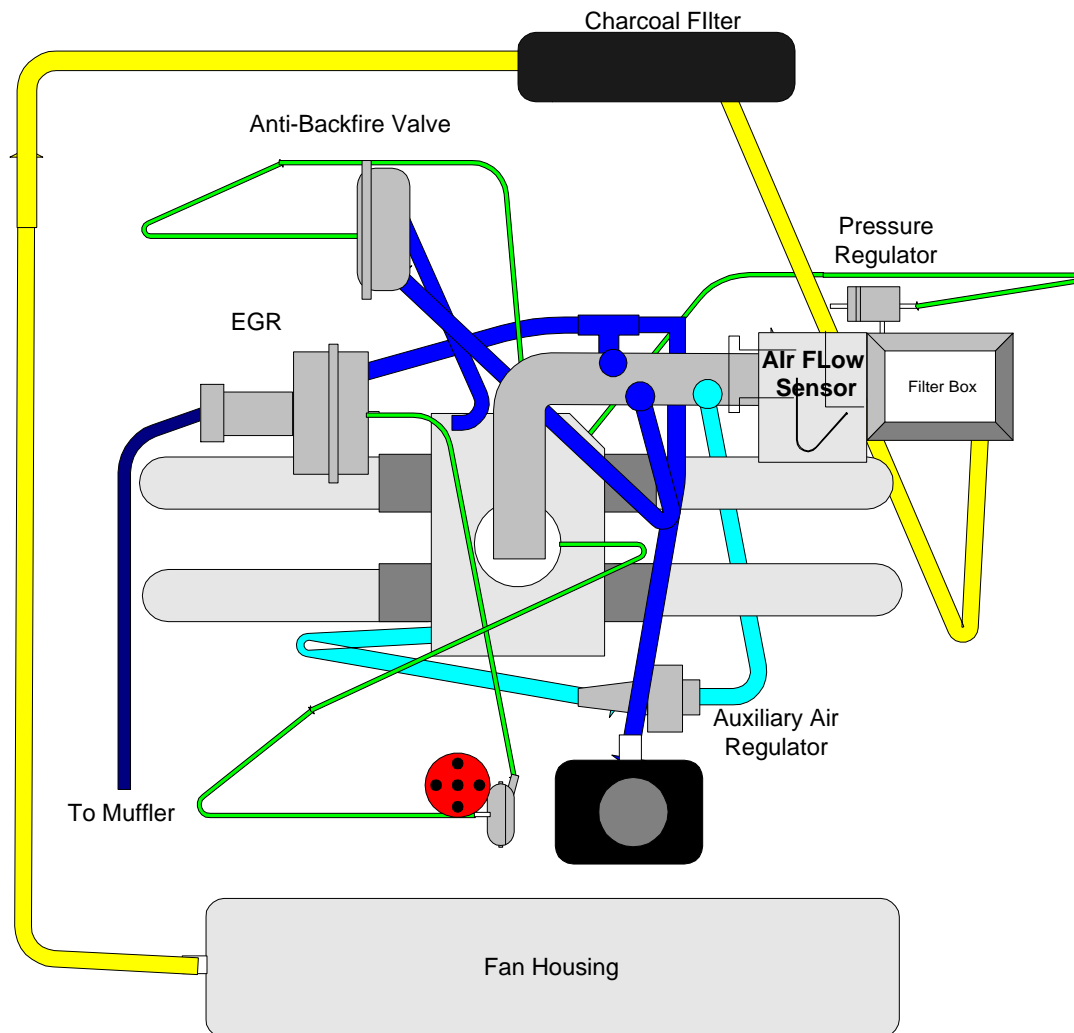 Charcoal FIlter
Anti-Backfire Valve
Pressure
Regulator
EGR
AIr FLow
Sensor
Filter Box
Auxiliary Air
Regulator
To Muffler
Fan Housing